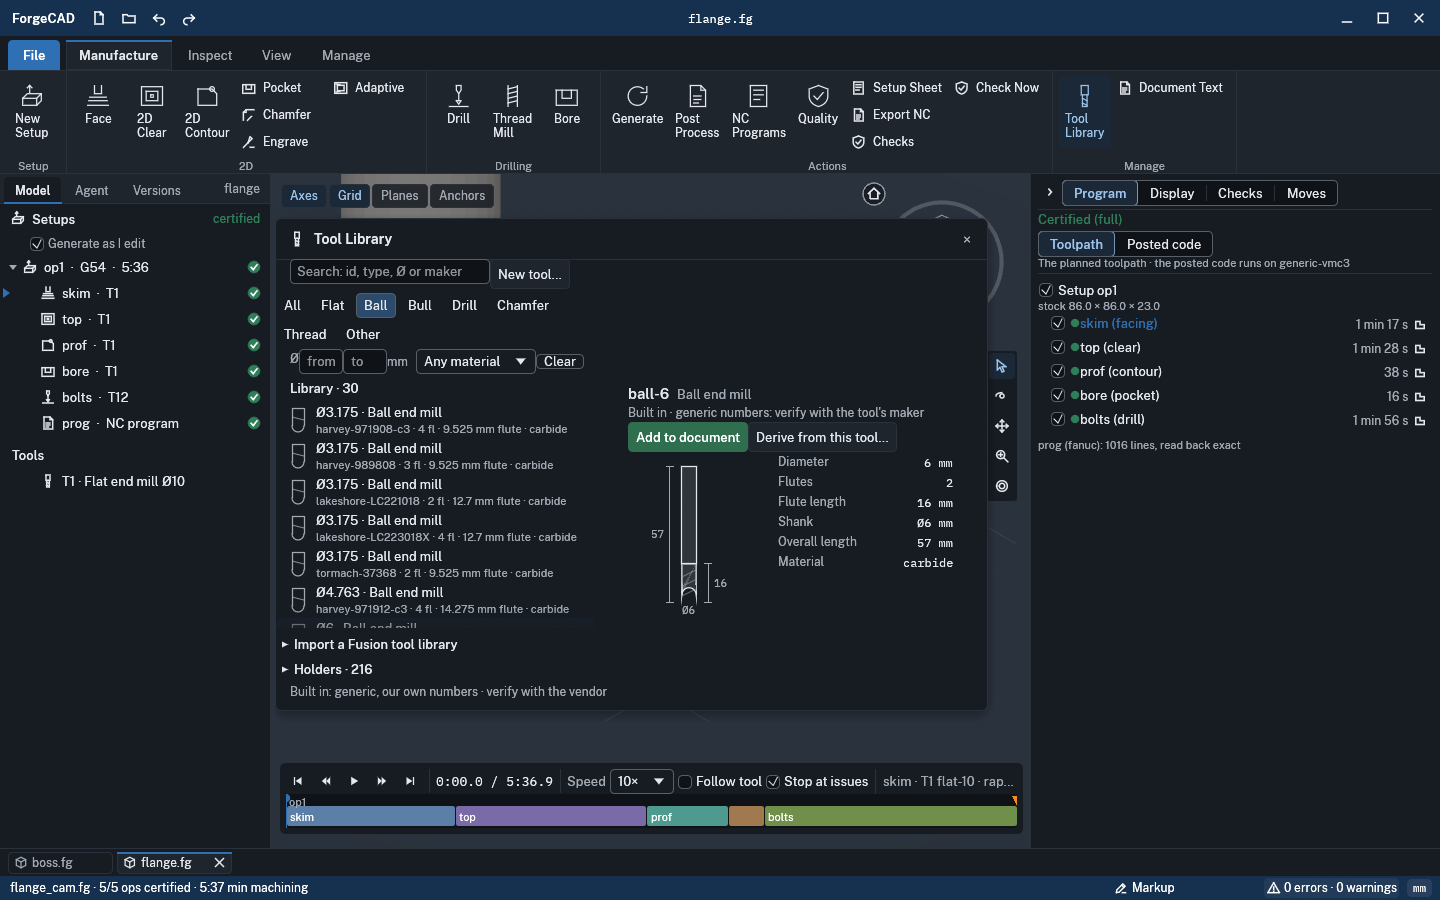 ForgeCAD
flange.fg
File
Manufacture
Inspect
View
Manage
New Setup
Setup
Face
2D Clear
2D Contour
Pocket
Chamfer
Engrave
Adaptive
2D
Drill
Thread Mill
Bore
Drilling
Generate
Post Process
NC Programs
Quality
Setup Sheet
Export NC
Checks
Check Now
Actions
Tool Library
Document Text
Manage
Model
Agent
Versions
flange
Setups
certified
Generate as I edit
op1 · G54 · 5:36
skim · T1
top · T1
prof · T1
bore · T1
bolts · T12
prog · NC program
Tools
T1 · Flat end mill Ø10
Axes
Grid
Planes
Anchors
Tool Library
×
Search: id, type, Ø or maker
New tool...
All
Flat
Ball
Bull
Drill
Chamfer
Thread
Other
Ø
from
to
mm
Any material
Clear
Library · 30
Ø3.175 · Ball end mill
harvey-971908-c3 · 4 fl · 9.525 mm flute · carbide
Ø3.175 · Ball end mill
harvey-989808 · 3 fl · 9.525 mm flute · carbide
Ø3.175 · Ball end mill
lakeshore-LC221018 · 2 fl · 12.7 mm flute · carbide
Ø3.175 · Ball end mill
lakeshore-LC223018X · 4 fl · 12.7 mm flute · carbide
Ø3.175 · Ball end mill
tormach-37368 · 2 fl · 9.525 mm flute · carbide
Ø4.763 · Ball end mill
harvey-971912-c3 · 4 fl · 14.275 mm flute · carbide
Ø6 · Ball end mill
ball-6 Ball end mill
Built in · generic numbers: verify with the tool's maker
Add to document
Derive from this tool...
57
16
Ø6
Diameter 6 mm
Flutes 2
Flute length 16 mm
Shank Ø6 mm
Overall length 57 mm
Material carbide
Import a Fusion tool library
Holders · 216
Built in: generic, our own numbers · verify with the vendor
0:00.0 / 5:36.9
Speed
10×
Follow tool
Stop at issues
skim · T1 flat-10 · rap...
op1
skim
top
prof
bolts
Program
Display
Checks
Moves
Certified (full)
Toolpath
Posted code
The planned toolpath · the posted code runs on generic-vmc3
Setup op1
stock 86.0 × 86.0 × 23.0
skim (facing) 1 min 17 s
top (clear) 1 min 28 s
prof (contour) 38 s
bore (pocket) 16 s
bolts (drill) 1 min 56 s
prog (fanuc): 1016 lines, read back exact
boss.fg
flange.fg
flange_cam.fg · 5/5 ops certified · 5:37 min machining
Markup
0 errors · 0 warnings
mm